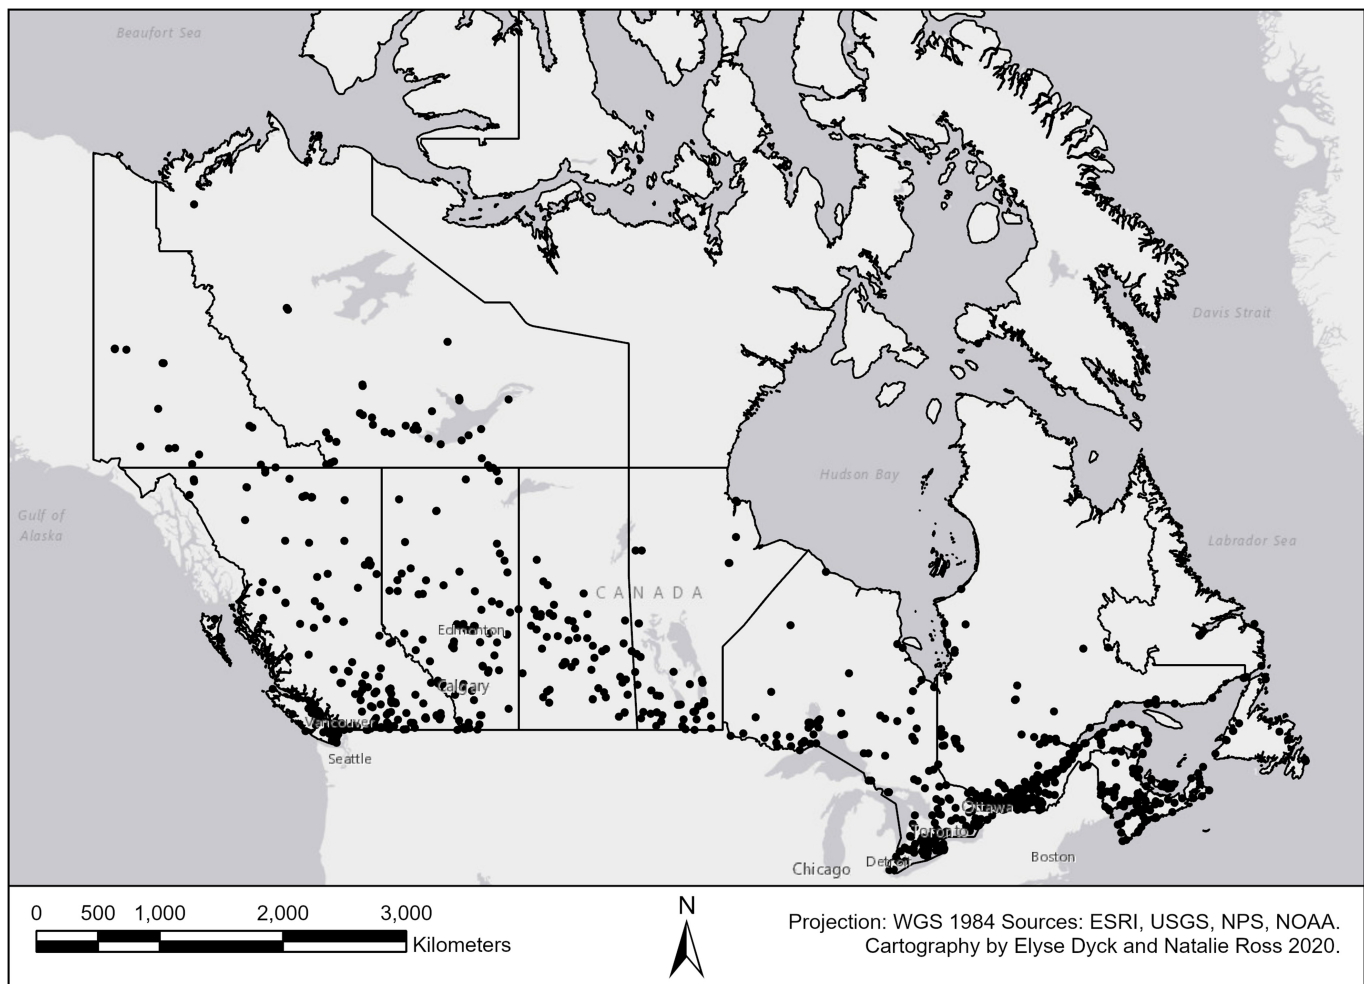 Beaufort Sea
Davis Strait
Hudson Bay
Gulf of
Alaska
Labrador Sea
CANADA
Edmonton
Calgary
Vancouver
Seattle
Ottawa
Toronto
Detroit
Boston
Chicago
0 500 1,000 2,000 3,000
Kilometers
N
Projection: WGS 1984 Sources: ESRI, USGS, NPS, NOAA.
Cartography by Elyse Dyck and Natalie Ross 2020.